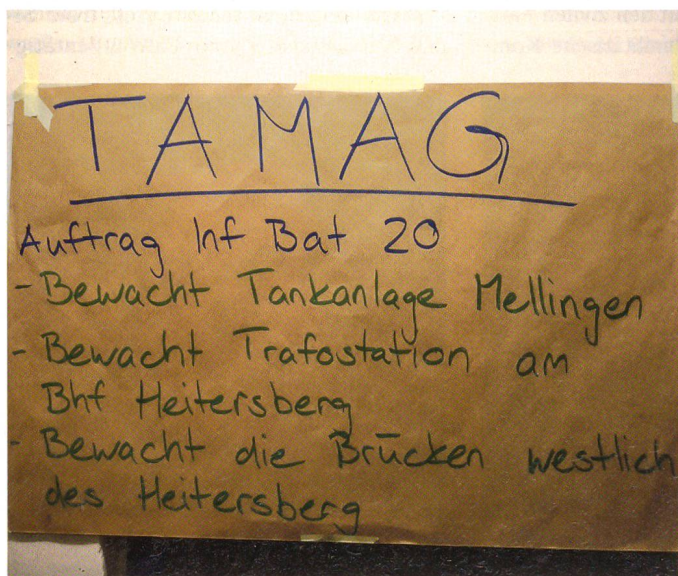 TAMAG
Auftrag Inf Bat 20
- Bewacht Tankanlage Mellingen
- Bewacht Trafostation am
Bhf Heitersberg
- Bewacht die Brücken westlich
des Heitersberg